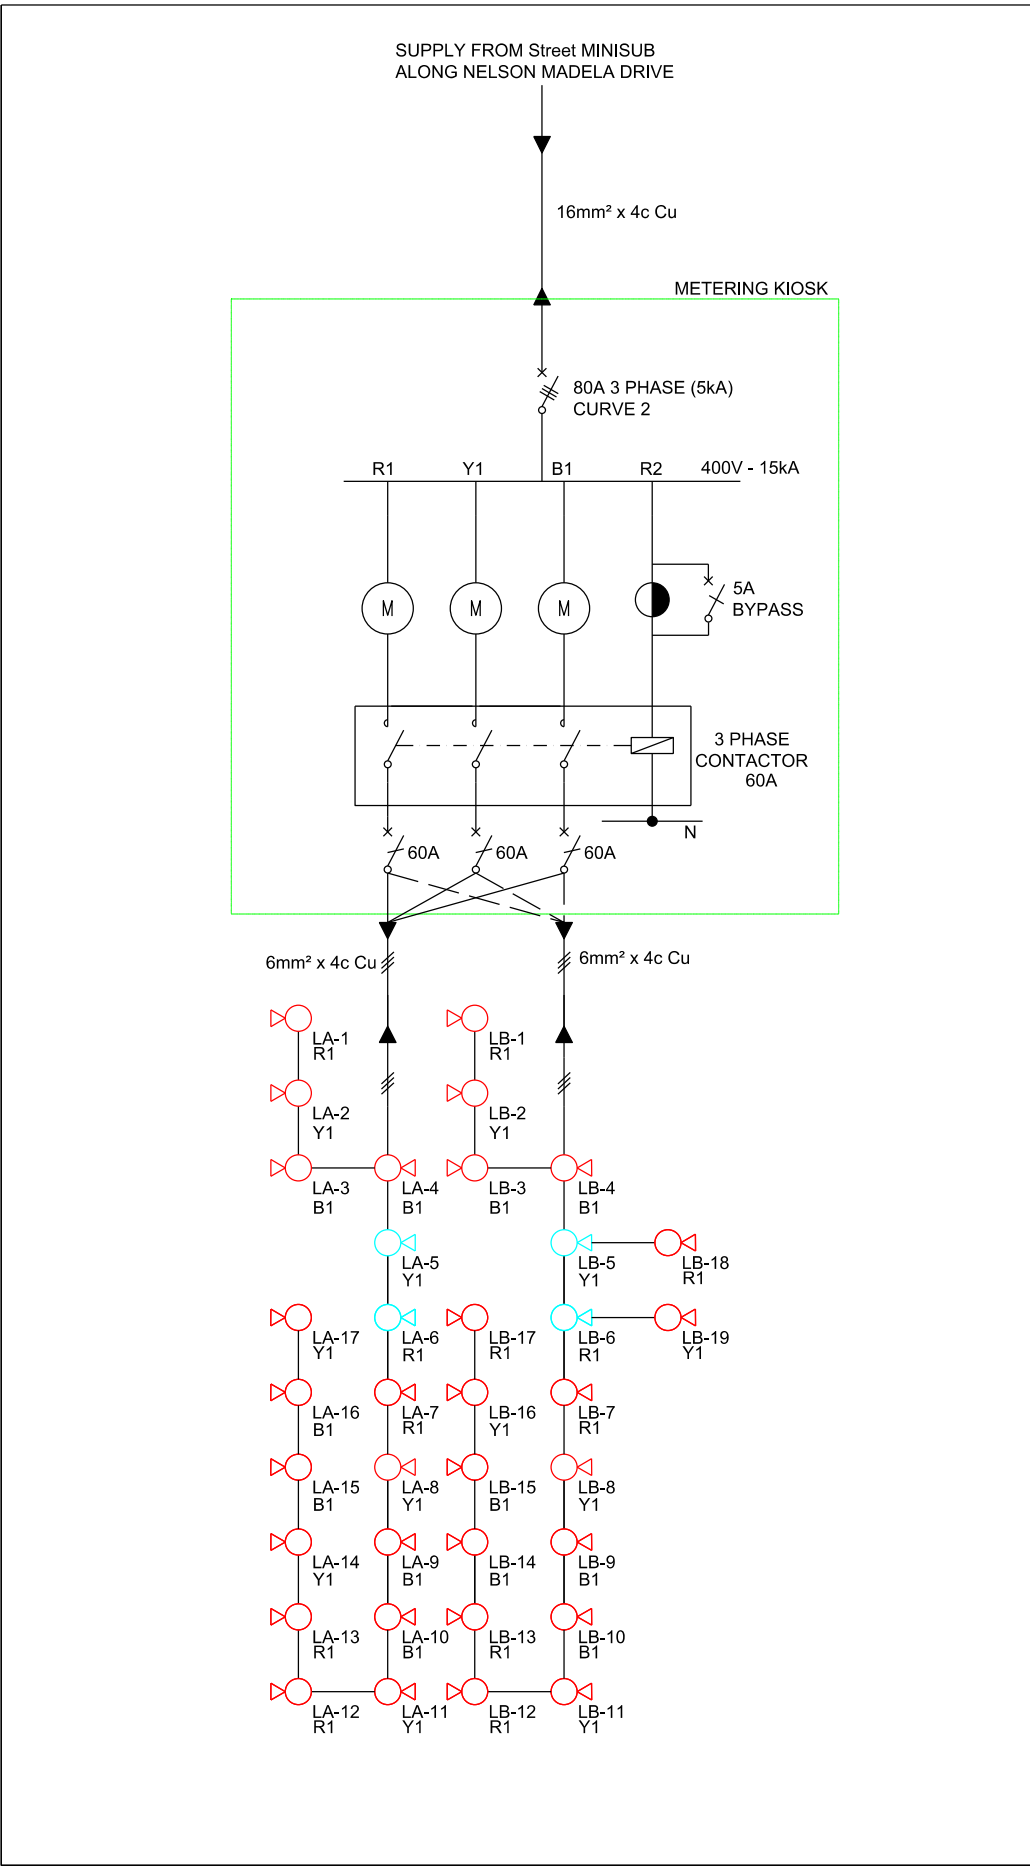 SUPPLY FROM Street MINISUB
ALONG NELSON MADELA DRIVE
16mm² x 4c Cu
METERING KIOSK
80A 3 PHASE (5kA)
CURVE 2
R1
Y1
B1
R2
400V - 15kA
M
M
M
5A
BYPASS
3 PHASE
CONTACTOR
60A
N
60A
60A
60A
6mm² x 4c Cu
6mm² x 4c Cu
LA-1
R1
LB-1
R1
LA-2
Y1
LB-2
Y1
LA-3
B1
LA-4
B1
LB-3
B1
LB-4
B1
LA-5
Y1
LB-5
Y1
LB-18
R1
LA-17
Y1
LA-6
R1
LB-17
R1
LB-6
R1
LB-19
Y1
LA-16
B1
LA-7
R1
LB-16
Y1
LB-7
R1
LA-15
B1
LA-8
Y1
LB-15
B1
LB-8
Y1
LA-14
Y1
LA-9
B1
LB-14
B1
LB-9
B1
LA-13
R1
LA-10
B1
LB-13
R1
LB-10
B1
LA-12
R1
LA-11
Y1
LB-12
R1
LB-11
Y1